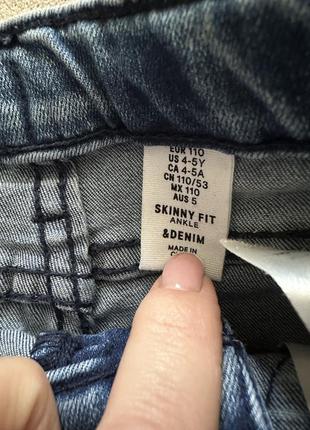 EUR 110
US 4-5Y
CA 4-5A
CN 110/53
MX 110
AUS 5
SKINNY FIT
ANKLE
&DENIM
MADE IN